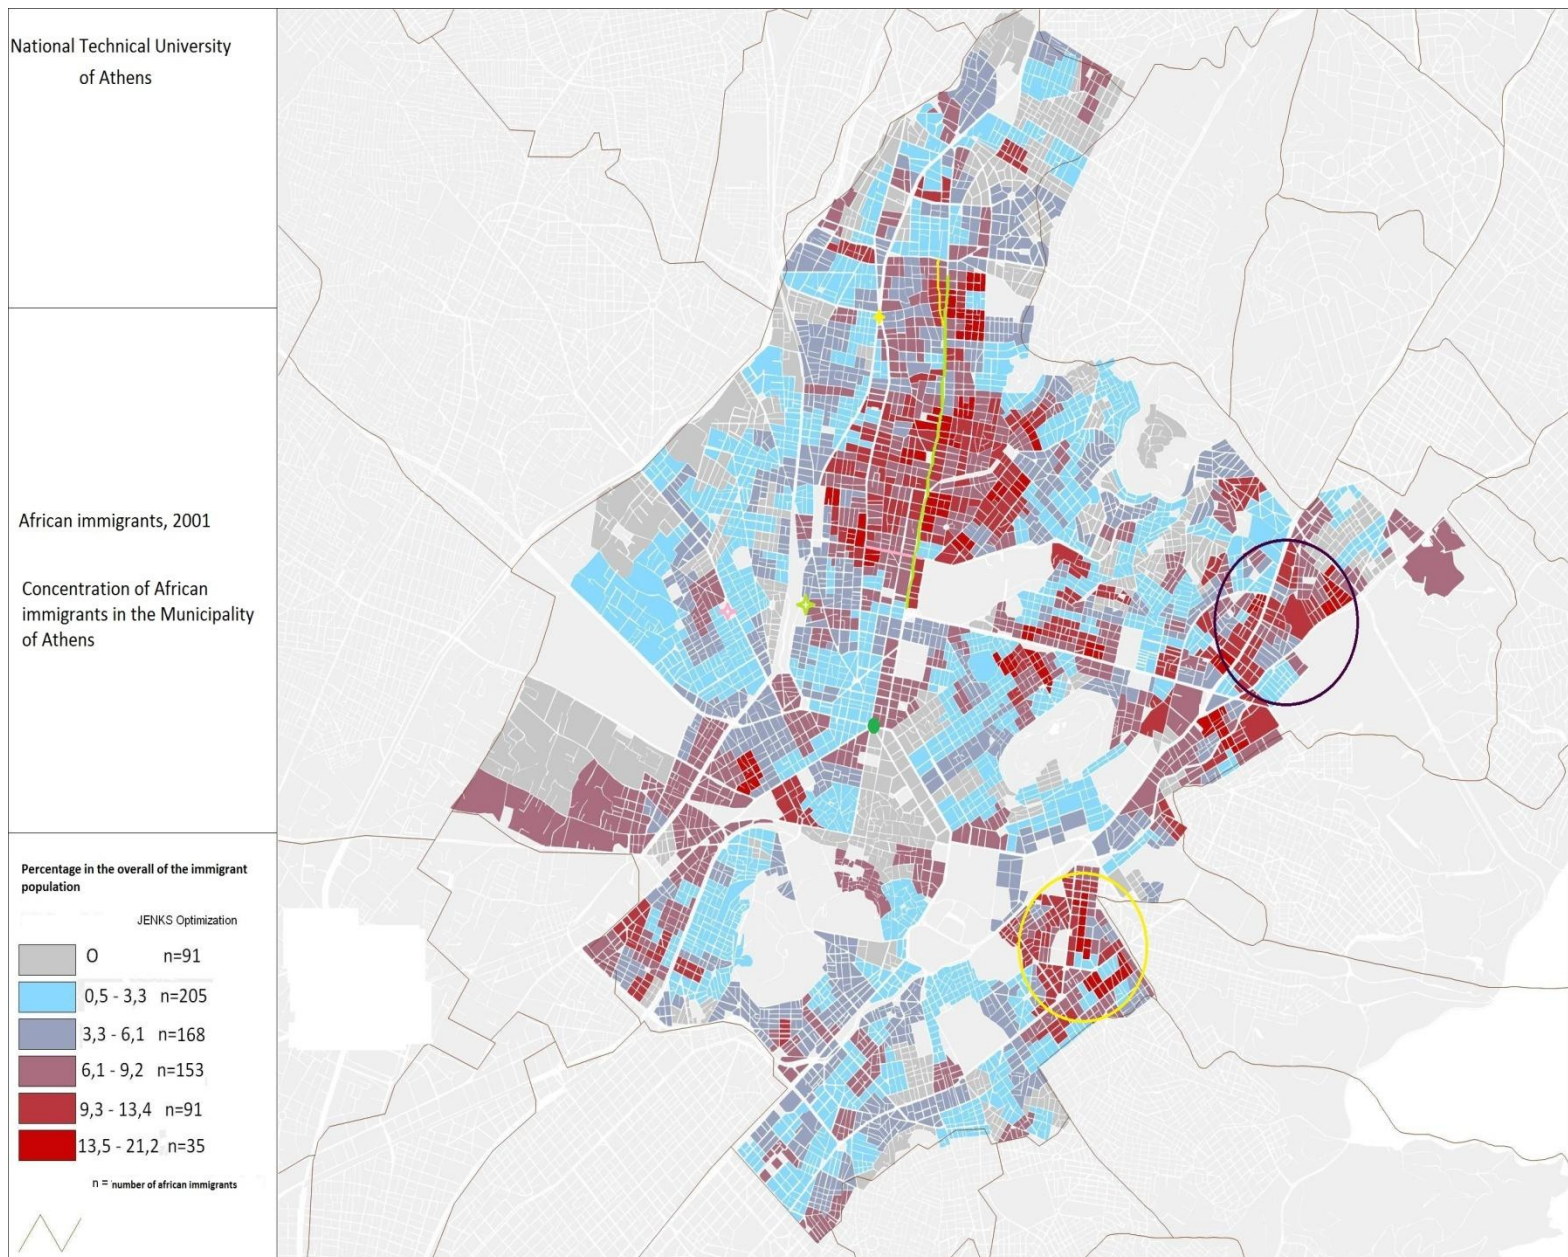 National Technical University
of Athens
African immigrants, 2001
Concentration of African
immigrants in the Municipality
of Athens
Percentage in the overall of the immigrant
population
JENKS Optimization
O n=91
0,5 - 3,3 n=205
3,3 - 6,1 n=168
6,1 - 9,2 n=153
9,3 - 13,4 n=91
13,5 - 21,2 n=35
n = number of african immigrants